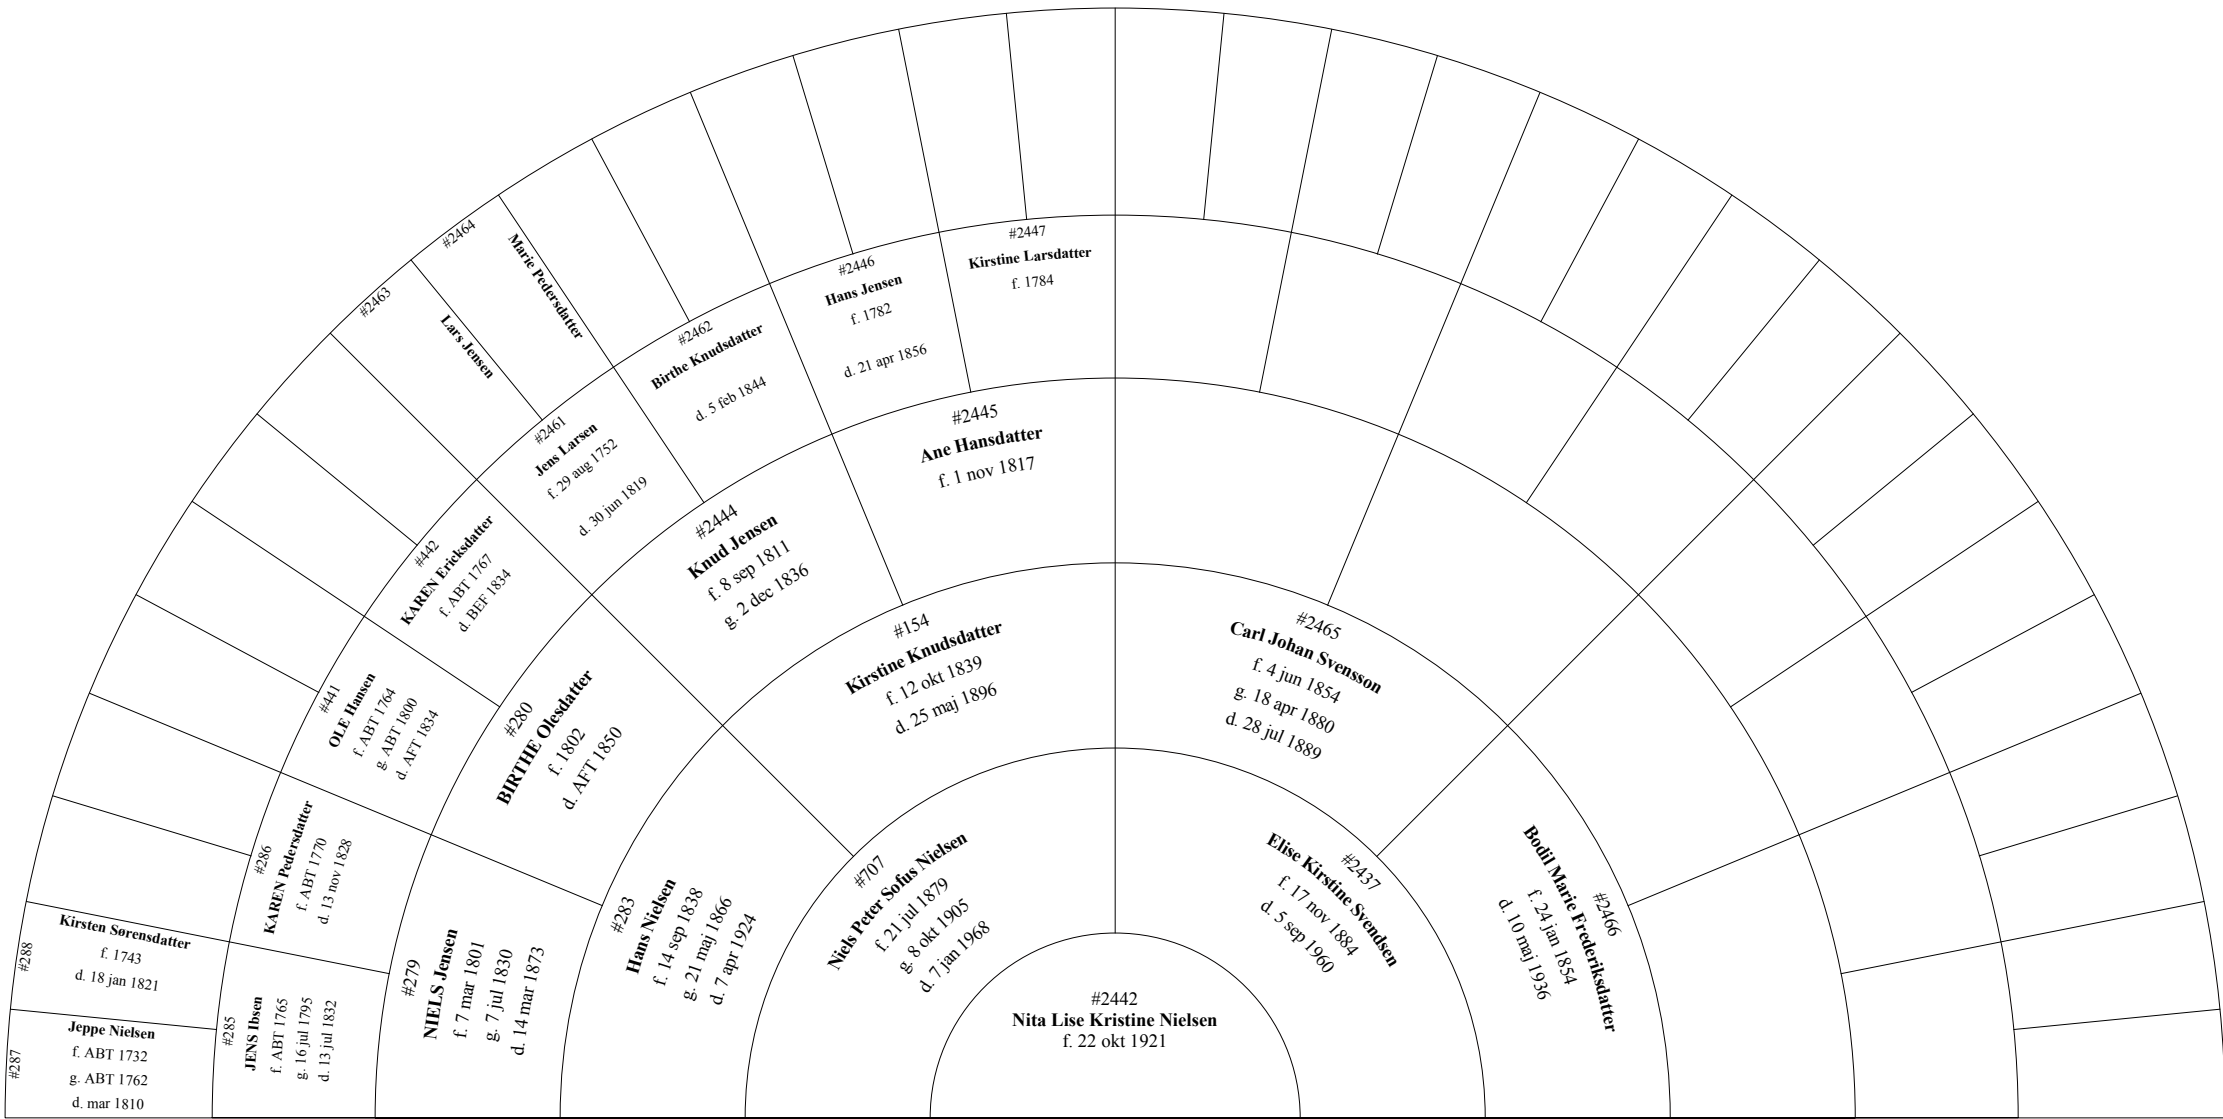 #2464
Marie Pedersdatter
#2463
Lars Jensen
#2447
Kirstine Larsdatter
f. 1784
#2446
Hans Jensen
f. 1782
d. 21 apr 1856
#2462
Birthe Knudsdatter
d. 5 feb 1844
#2461
Jens Larsen
f. 29 aug 1752
d. 30 jun 1819
#442
KAREN Ericksdatter
f. ABT 1767
d. BEF 1834
#441
OLE Hansen
f. ABT 1764
g. ABT 1800
d. AFT 1834
#286
KAREN Pedersdatter
f. ABT 1770
d. 13 nov 1828
#288
Kirsten Sørensdatter
f. 1743
d. 18 jan 1821
#287
Jeppe Nielsen
f. ABT 1732
g. ABT 1762
d. mar 1810
#285
JENS Ibsen
f. ABT 1765
g. 16 jul 1795
d. 13 jul 1832
#2445
Ane Hansdatter
f. 1 nov 1817
#2444
Knud Jensen
f. 8 sep 1811
g. 2 dec 1836
#280
BIRTHE Olesdatter
f. 1802
d. AFT 1850
#279
NIELS Jensen
f. 7 mar 1801
g. 7 jul 1830
d. 14 mar 1873
#154
Kirstine Knudsdatter
f. 12 okt 1839
d. 25 maj 1896
#283
Hans Nielsen
f. 14 sep 1838
g. 21 maj 1866
d. 7 apr 1924
#2465
Carl Johan Svensson
f. 4 jun 1854
g. 18 apr 1880
d. 28 jul 1889
#2466
Bodil Marie Frederiksdatter
f. 24 jan 1854
d. 10 maj 1936
#707
Niels Peter Sofus Nielsen
f. 21 jul 1879
g. 8 okt 1905
d. 7 jan 1968
#2437
Elise Kirstine Svendsen
f. 17 nov 1884
d. 5 sep 1960
#2442
Nita Lise Kristine Nielsen
f. 22 okt 1921